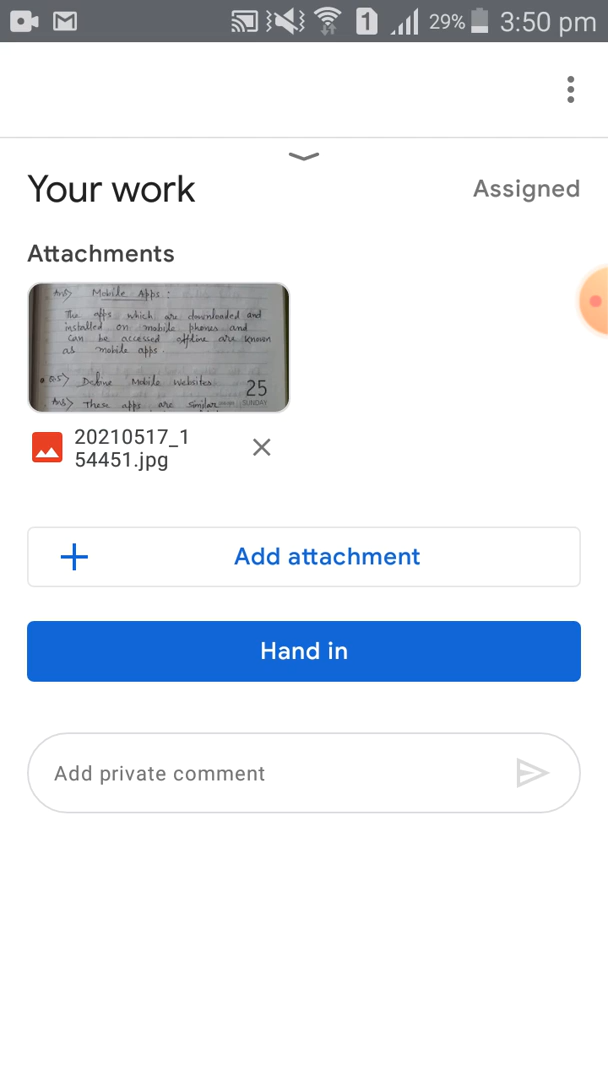 29% 3:50 pm
1
Your work
Assigned
Attachments
Ans> Mobile Apps :
The apps which are downloaded and
installed on mobile phones and
can be accessed offline are known
as mobile apps.
Q5> Define Mobile websites
25
Ans> These apps are similar
SUNDAY
20210517_1
54451.jpg
Add attachment
Hand in
Add private comment